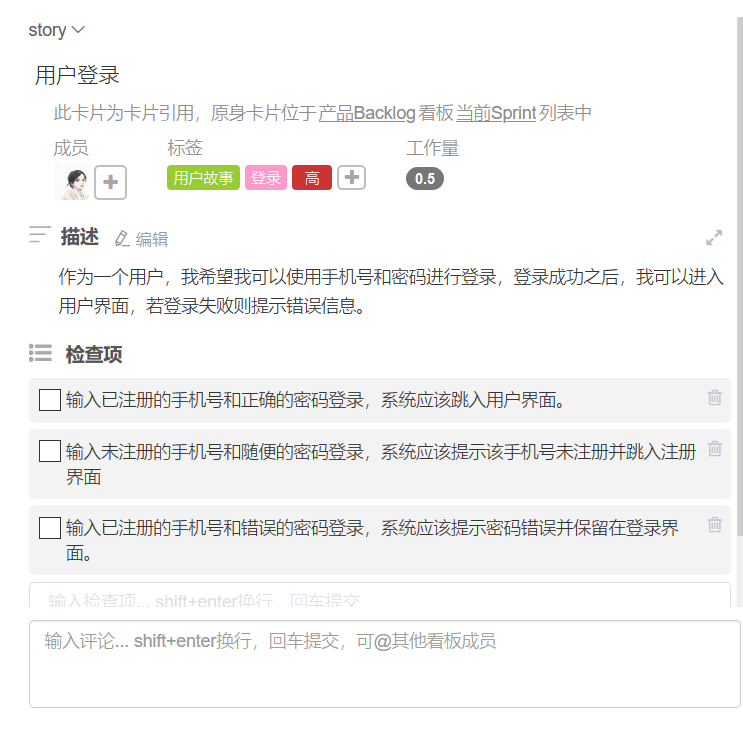 story
用户登录
此卡片为卡片引用，原身卡片位于产品Backlog看板当前Sprint列表中
成员 标签 工作量
用户故事 登录 高 0.5
描述 编辑
作为一个用户，我希望我可以使用手机号和密码进行登录，登录成功之后，我可以进入
用户界面，若登录失败则提示错误信息。
检查项
输入已注册的手机号和正确的密码登录，系统应该跳入用户界面。
输入未注册的手机号和随便的密码登录，系统应该提示该手机号未注册并跳入注册
界面
输入已注册的手机号和错误的密码登录，系统应该提示密码错误并保留在登录界
面。
输入检查项... shift+enter换行，回车提交
输入评论... shift+enter换行，回车提交，可@其他看板成员